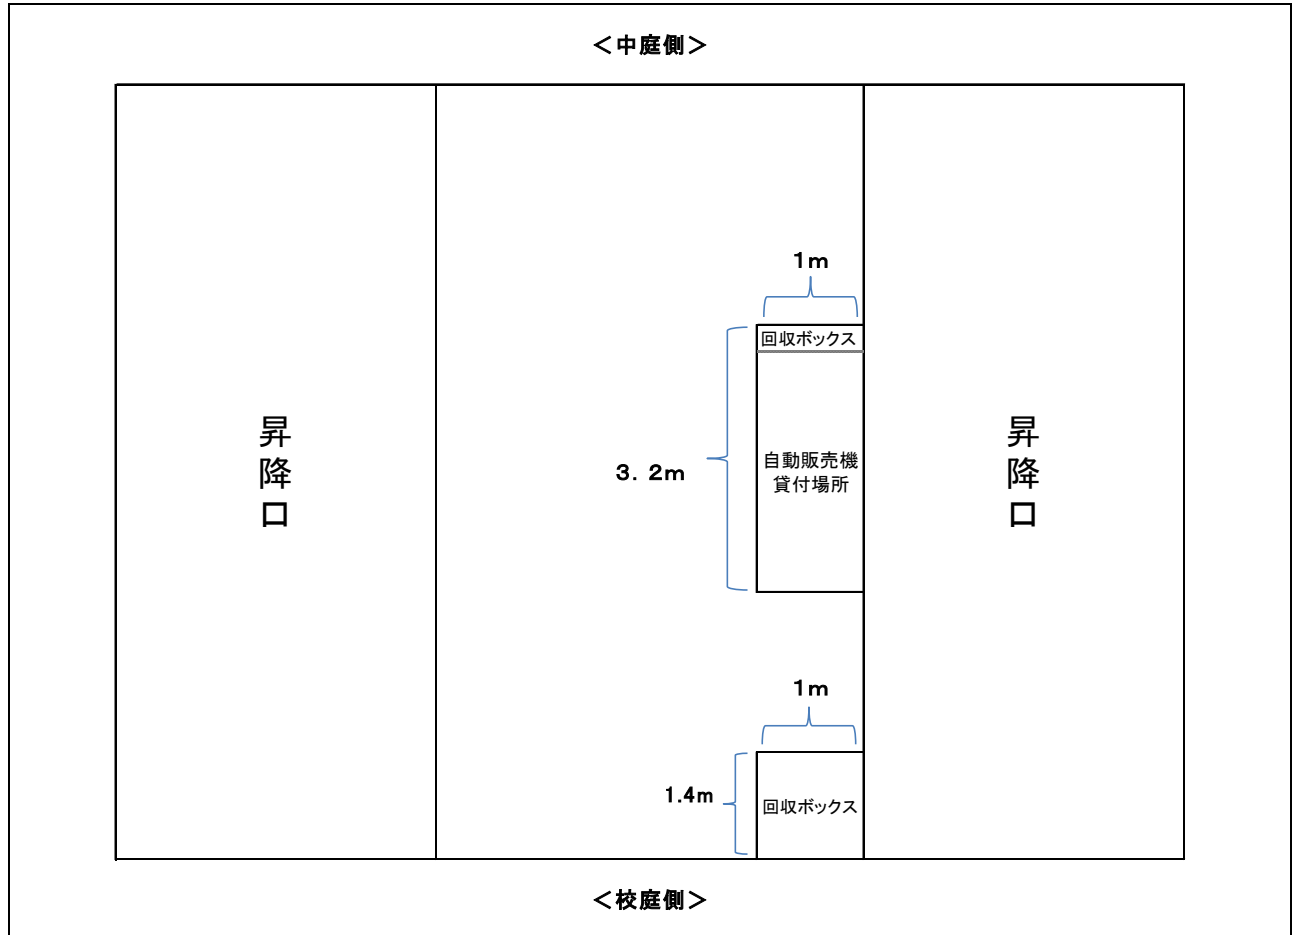 ＜中庭側＞
1m
回収ボックス
3．2m
自動販売機
貸付場所
昇降口
昇降口
1m
1.4m
回収ボックス
＜校庭側＞